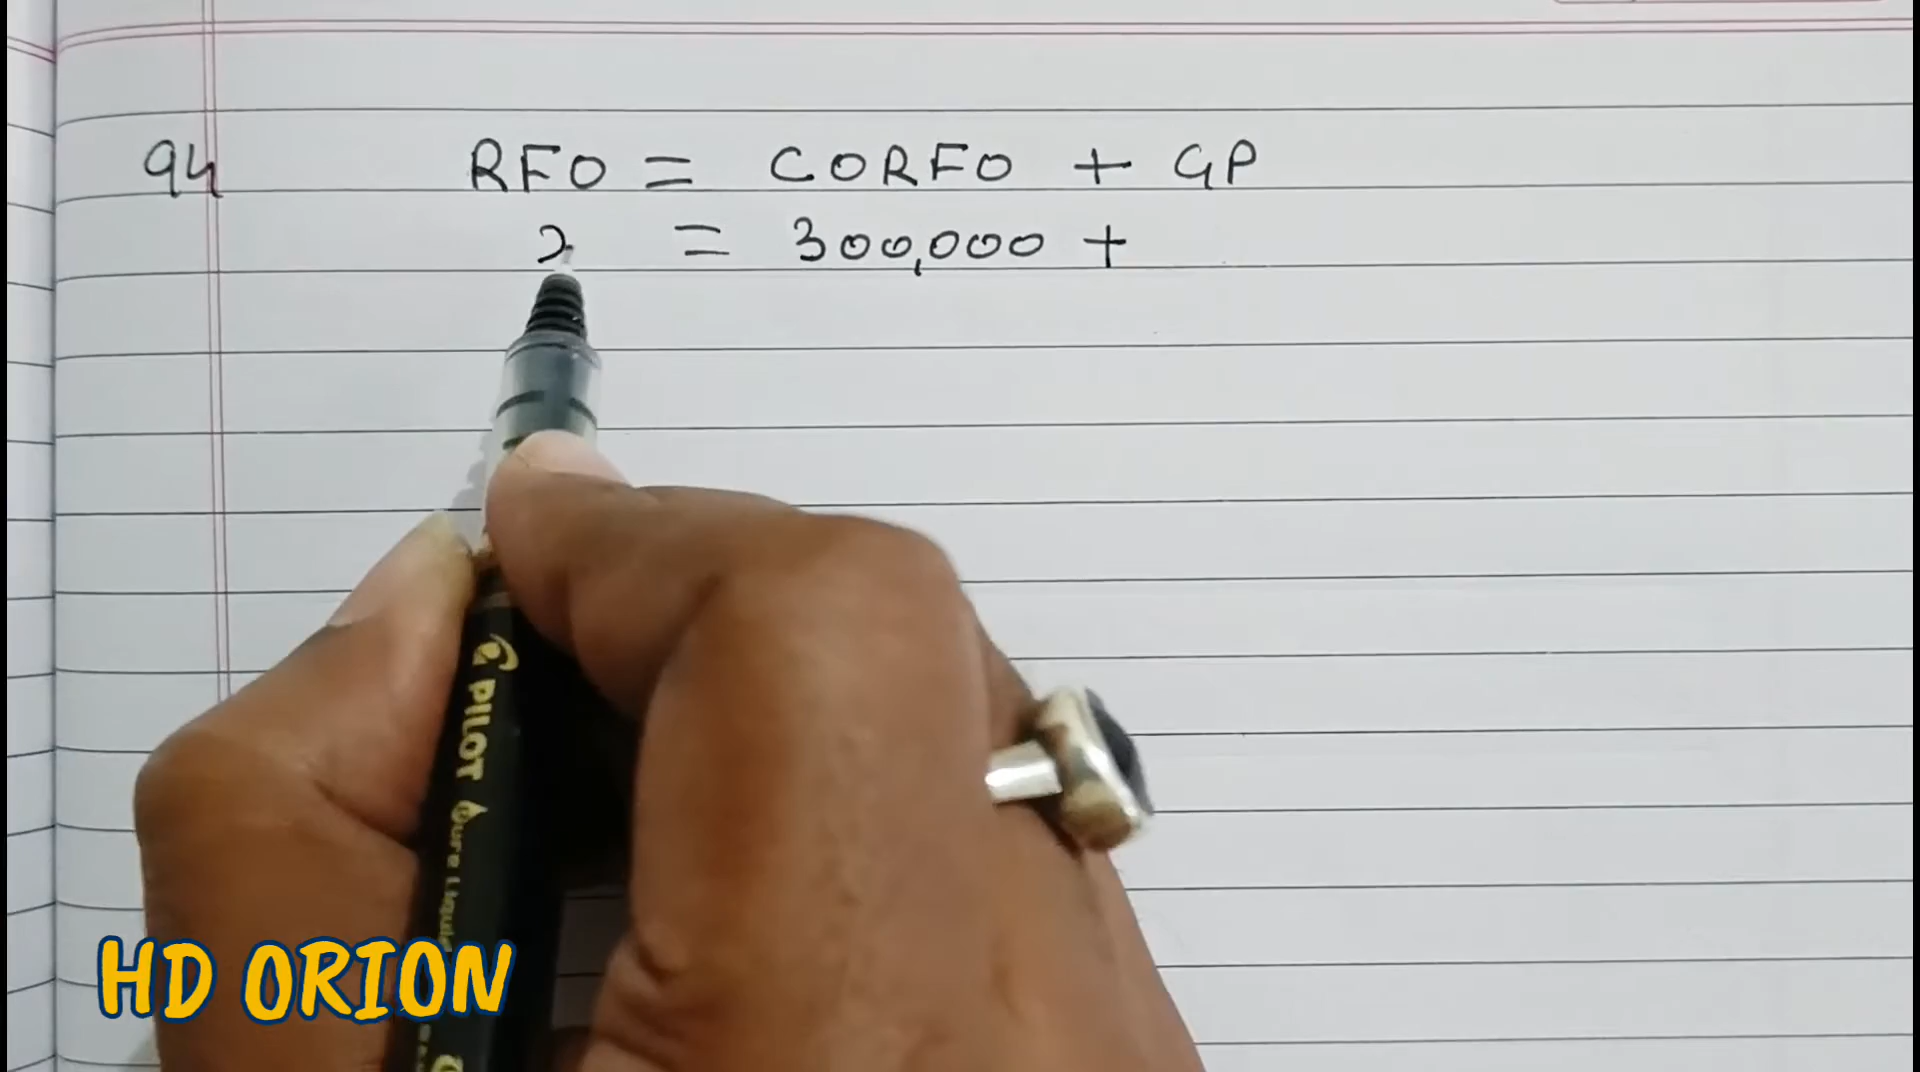 94 RFO = CORFO + GP
x = 300,000 +
PILOT
HD ORION